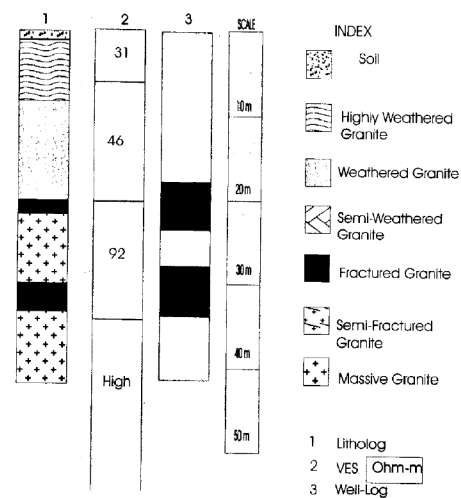 1 2 3 SCALE
31
46
92
High
10m
20m
30m
40m
50m
INDEX
Soil
Highly Weathered
Granite
Weathered Granite
Semi-Weathered
Granite
Fractured Granite
Semi-Fractured
Granite
Massive Granite
1 Litholog
2 VES Ohm-m
3 Well-Log